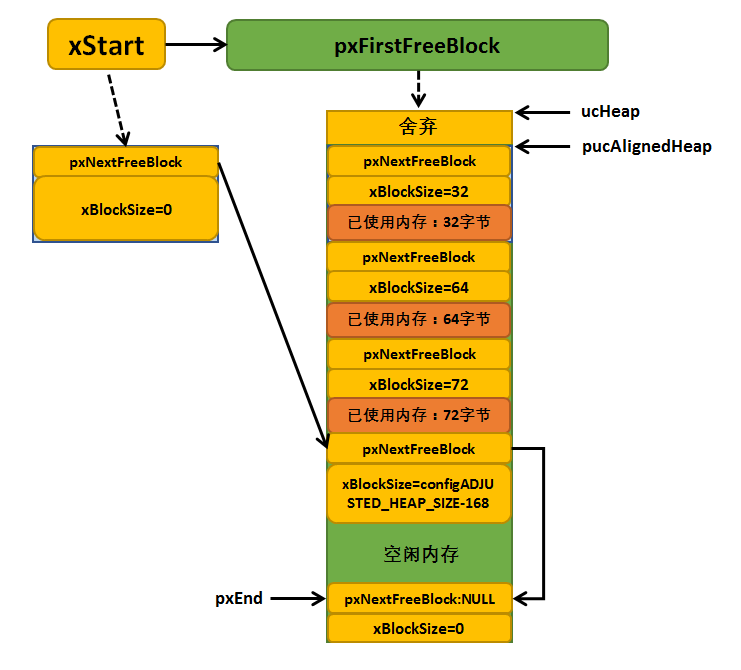 xStart
pxFirstFreeBlock
舍弃
ucHeap
pucAlignedHeap
pxNextFreeBlock
xBlockSize=0
pxNextFreeBlock
xBlockSize=32
已使用内存：32字节
pxNextFreeBlock
xBlockSize=64
已使用内存：64字节
pxNextFreeBlock
xBlockSize=72
已使用内存：72字节
pxNextFreeBlock
xBlockSize=configADJU
STED_HEAP_SIZE-168
空闲内存
pxEnd
pxNextFreeBlock:NULL
xBlockSize=0